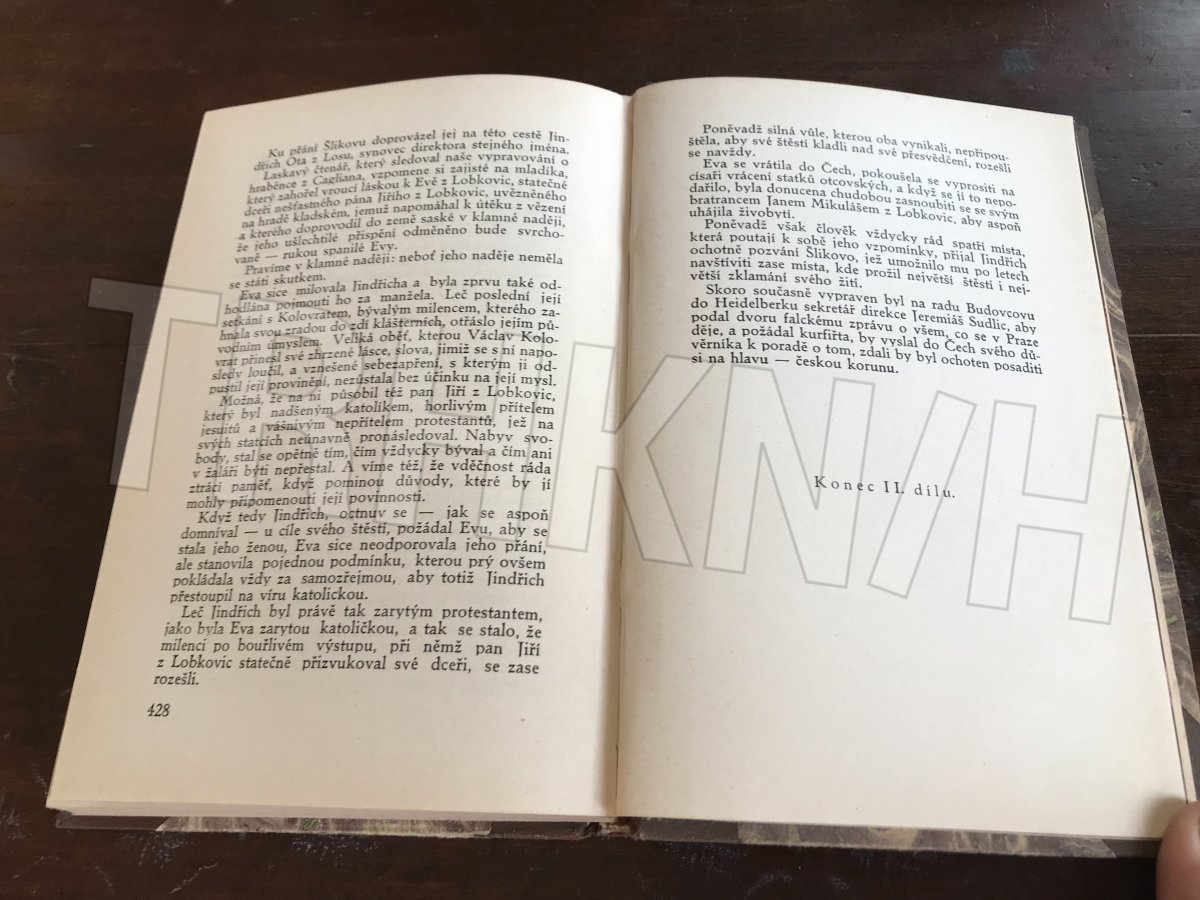 Ku přání Šlikovu doprovázel jej na této cestě Jin-
dřich Ota z Losu, synovec direktora stejného jména.
Laskavý čtenář, který sledoval naše vypravování o
hraběnce z Cagliana, vzpomene si zajisté na mladíka,
který zahořel vroucí láskou k Evě z Lobkovic, statečné
dceři nešťastného pána Jiřího z Lobkovic, uvězněného
na hradě kladském, jemuž napomáhal k útěku z vězení
a kterého doprovodil do země saské v klamné naději,
že jeho ušlechtilé přispění odměněno bude svrcho-
vaně — rukou spanilé Evy.
Pravíme v klamné naději: neboť jeho naděje neměla
se státi skutkem.
Eva sice milovala Jindřicha a byla zprvu také od-
hodlána pojmouti ho za manžela. Leč poslední její
setkání s Kolovratem, bývalým milencem, kterého za-
hnala svou zradou do zdí klášterních, otřáslo jejím pů-
vodním úmyslem. Veliká oběť, kterou Václav Kolo-
vrat přinesl své zhrzené lásce, slova, jimiž se s ní napo-
sledy loučil, a vznešené sebezapření, s kterým ji od-
pustil její provinění, nezůstala bez účinku na její mysl.
Možná, že na ni působil též pan Jiří z Lobkovic,
který byl nadšeným katolíkem, horlivým přítelem
jesuitů a vášnivým nepřítelem protestantů, jež na
svých statcích neúnavně pronásledoval. Nabyv svo-
body, stal se opětně tím, čím vždycky býval a čím ani
v žaláři býti nepřestal. A víme též, že vděčnost ráda
ztrácí paměť, když pominou důvody, které by jí
mohly připomenouti její povinnosti.
Když tedy Jindřich, octnuv se — jak se aspoň
domníval — u cíle svého štěstí, požádal Evu, aby se
stala jeho ženou, Eva sice neodporovala jeho přání,
ale stanovila pojednou podmínku, kterou prý ovšem
pokládala vždy za samozřejmou, aby totiž Jindřich
přestoupil na víru katolickou.
Leč Jindřich byl právě tak zarytým protestantem,
jako byla Eva zarytou katoličkou, a tak se stalo, že
milenci po bouřlivém výstupu, při němž pan Jiří
z Lobkovic statečně přizvukoval své dceři, se zase
rozešli.
428
Poněvadž silná vůle, kterou oba vynikali, nepřipou-
štěla, aby své štěstí kladli nad své přesvědčení, rozešli
se navždy.
Eva se vrátila do Čech, pokoušela se vyprositi na
císaři vrácení statků otcovských, a když se jí to nepo-
dařilo, byla donucena chudobou zasnoubiti se se svým
bratrancem Janem Mikulášem z Lobkovic, aby aspoň
uhájila živobytí.
Poněvadž však člověk vždycky rád spatří místa,
která poutají k sobě jeho vzpomínky, přijal Jindřich
ochotně pozvání Šlikovo, jež umožnilo mu po letech
navštíviti zase místa, kde prožil největší štěstí i nej-
větší zklamání svého žití.
Skoro současně vypraven byl na radu Budovcovu
do Heidelberku sekretář direkce Jeremiáš Sudlic, aby
podal dvoru falckému zprávu o všem, co se v Praze
děje, a požádal kurfiřta, by vyslal do Čech svého dů-
věrníka k poradě o tom, zdali by byl ochoten posaditi
si na hlavu — českou korunu.
Konec II. dílu.